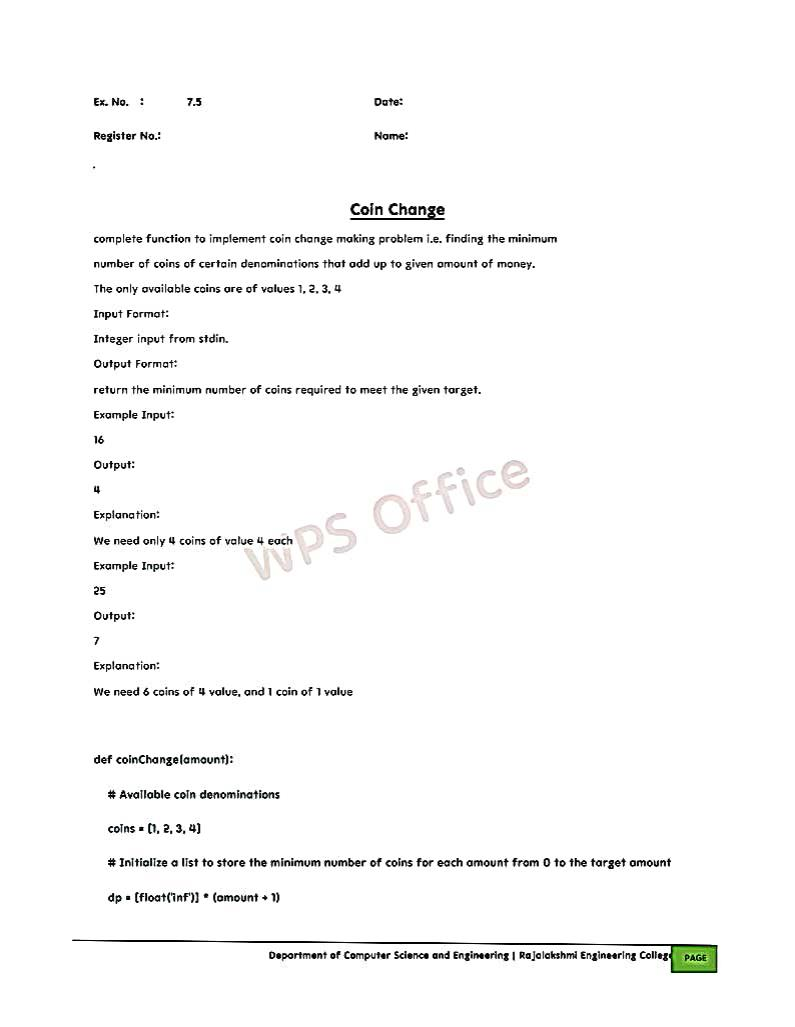 Ex. No. : 7.5 Date:
Register No.: Name:
.
Coin Change
complete function to implement coin change making problem i.e. finding the minimum
number of coins of certain denominations that add up to given amount of money.
The only available coins are of values 1, 2, 3, 4
Input Format:
Integer input from stdin.
Output Format:
return the minimum number of coins required to meet the given target.
Example Input:
16
Output:
4
Explanation:
We need only 4 coins of value 4 each
Example Input:
25
Output:
7
Explanation:
We need 6 coins of 4 value, and 1 coin of 1 value
WPS Office
def coinChange(amount):
# Available coin denominations
coins = [1, 2, 3, 4]
# Initialize a list to store the minimum number of coins for each amount from 0 to the target amount
dp = [float('inf')] * (amount + 1)
Department of Computer Science and Engineering | Rajalakshmi Engineering College
PAGE